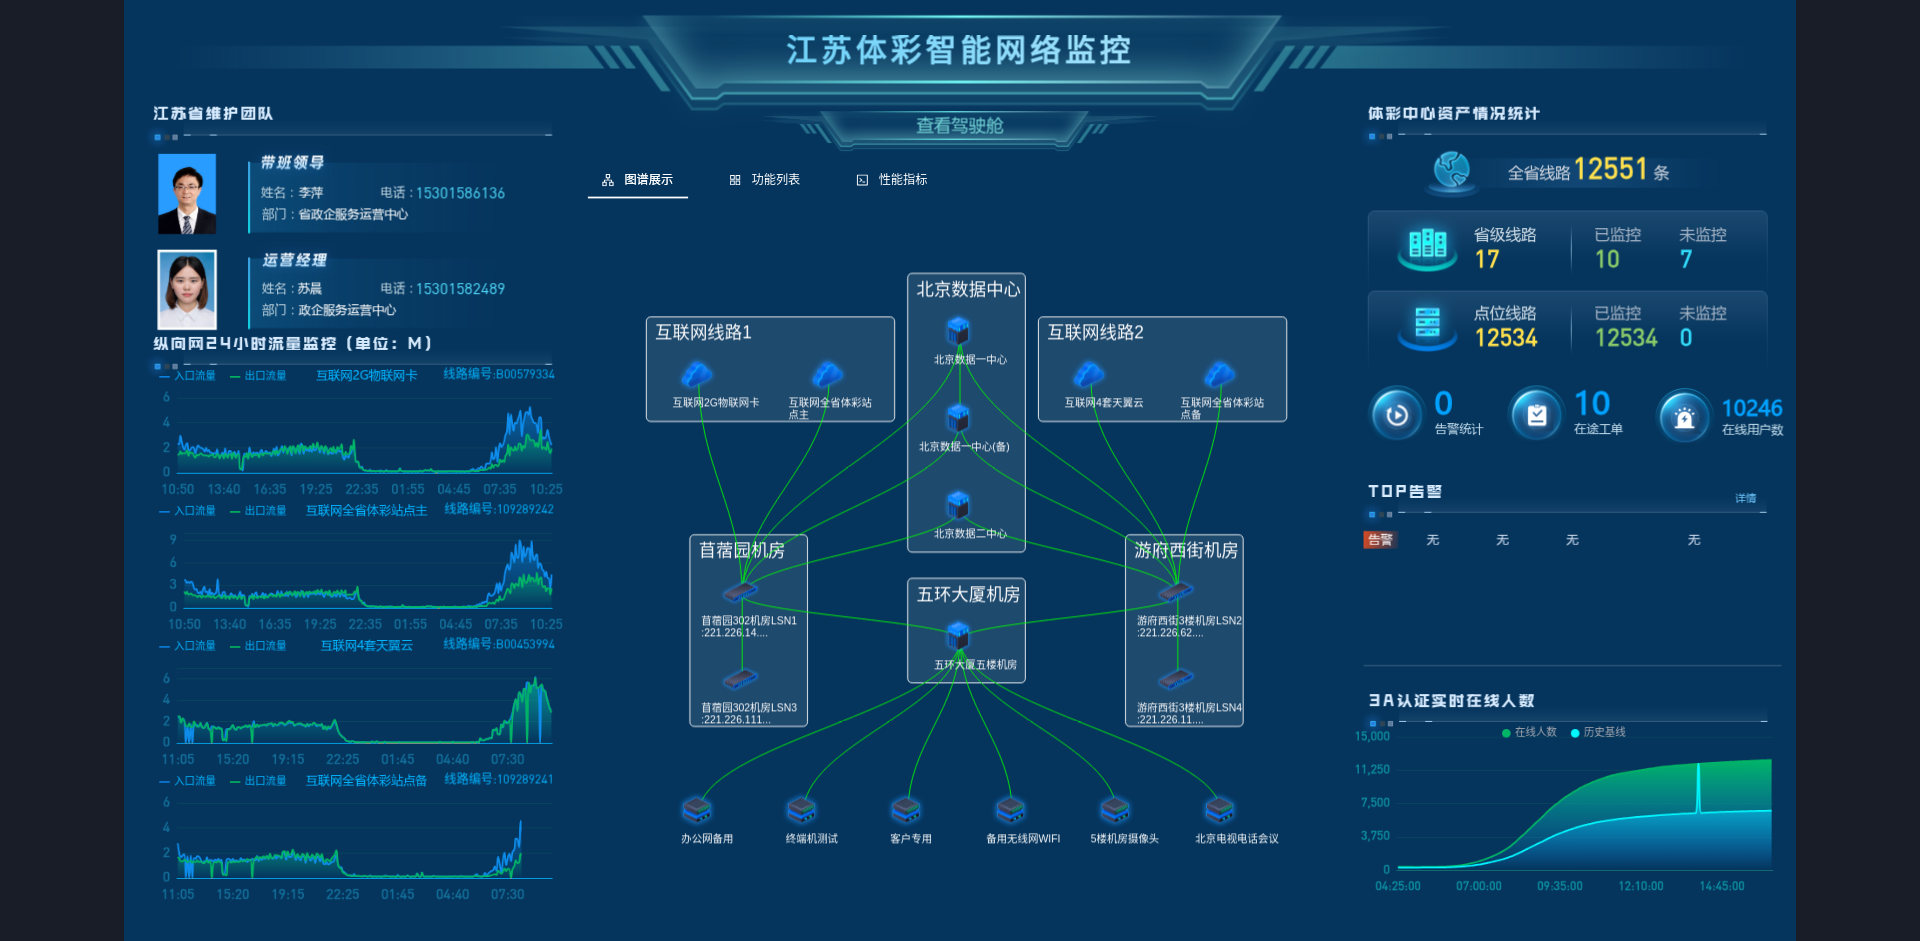 江苏体彩智能网络监控
查看驾驶舱
江苏省维护团队
带班领导
姓名：李萍 电话：15301586136
部门：省政企服务运营中心
运营经理
姓名：苏晨 电话：15301582489
部门：政企服务运营中心
纵向网24小时流量监控（单位：M）
入口流量 出口流量 互联网2G物联网卡 线路编号:B00579334
6
4
2
0
10:50 13:40 16:35 19:25 22:35 01:55 04:45 07:35 10:25
入口流量 出口流量 互联网全省体彩站点主 线路编号:109289242
9
6
3
0
10:50 13:40 16:35 19:25 22:35 01:55 04:45 07:35 10:25
入口流量 出口流量 互联网4套天翼云 线路编号:B00453994
6
4
2
0
11:05 15:20 19:15 22:25 01:45 04:40 07:30
入口流量 出口流量 互联网全省体彩站点备 线路编号:109289241
6
4
2
0
11:05 15:20 19:15 22:25 01:45 04:40 07:30
图谱展示 功能列表 性能指标
北京数据中心
北京数据一中心
北京数据一中心(备)
北京数据二中心
互联网线路1
互联网2G物联网卡
互联网全省体彩站
点主
互联网线路2
互联网4套天翼云
互联网全省体彩站
点备
苜蓿园机房
苜蓿园302机房LSN1
:221.226.14....
苜蓿园302机房LSN3
:221.226.111...
五环大厦机房
五环大厦五楼机房
游府西街机房
游府西街3楼机房LSN2
:221.226.62....
游府西街3楼机房LSN4
:221.226.11....
办公网备用 终端机测试 客户专用 备用无线网WIFI 5楼机房摄像头 北京电视电话会议
体彩中心资产情况统计
全省线路 12551 条
省级线路 已监控 未监控
17 10 7
点位线路 已监控 未监控
12534 12534 0
0
告警统计
10
在途工单
10246
在线用户数
TOP告警
详情
告警 无 无 无 无
3A认证实时在线人数
在线人数 历史基线
15,000
11,250
7,500
3,750
0
04:25:00 07:00:00 09:35:00 12:10:00 14:45:00